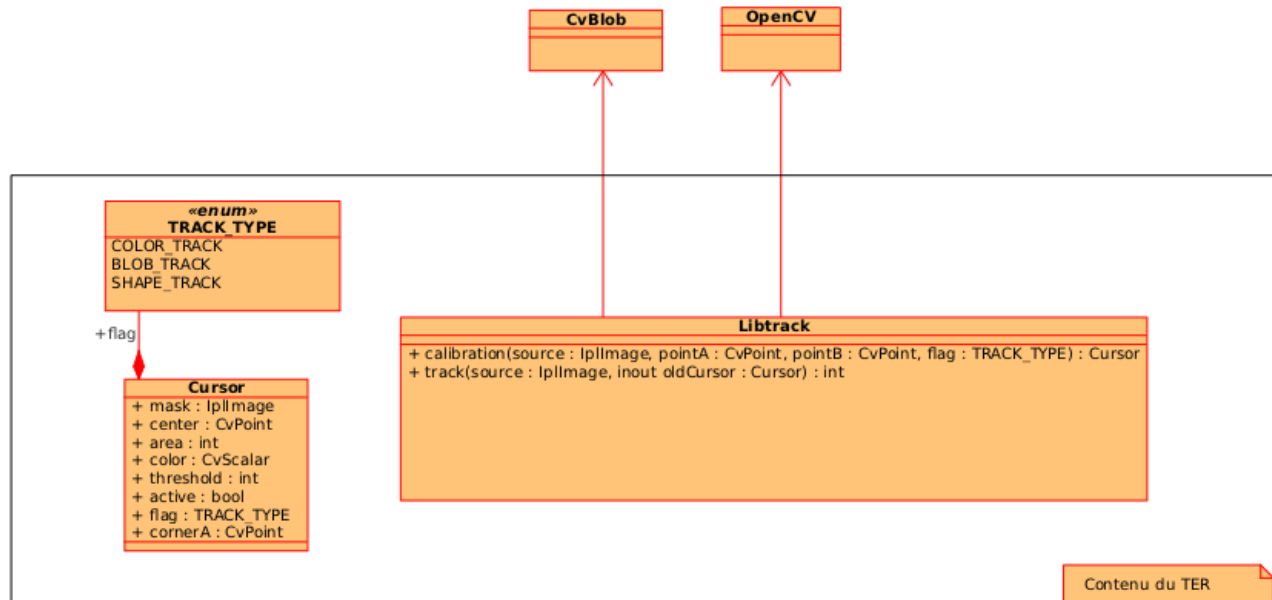 CvBlob
OpenCV
«enum»
TRACK_TYPE
COLOR_TRACK
BLOB_TRACK
SHAPE_TRACK
+flag
Cursor
+ mask : IplImage
+ center : CvPoint
+ area : int
+ color : CvScalar
+ threshold : int
+ active : bool
+ flag : TRACK_TYPE
+ cornerA : CvPoint
Libtrack
+ calibration(source : IplImage, pointA : CvPoint, pointB : CvPoint, flag : TRACK_TYPE) : Cursor
+ track(source : IplImage, inout oldCursor : Cursor) : int
Contenu du TER